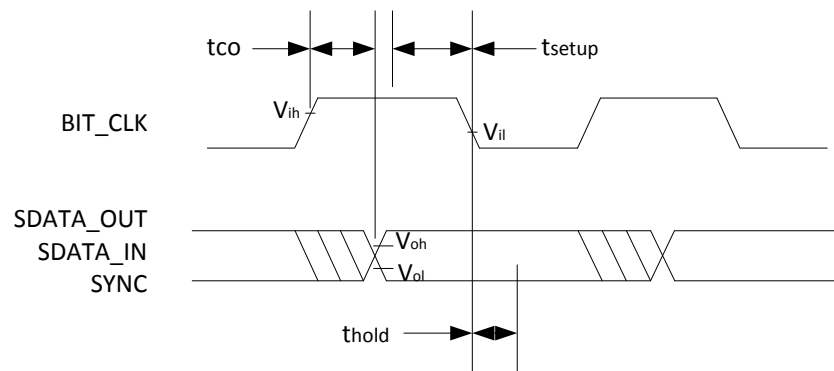 tco
tsetup
Vih
BIT_CLK
Vil
SDATA_OUT
SDATA_IN
Voh
SYNC
Vol
thold